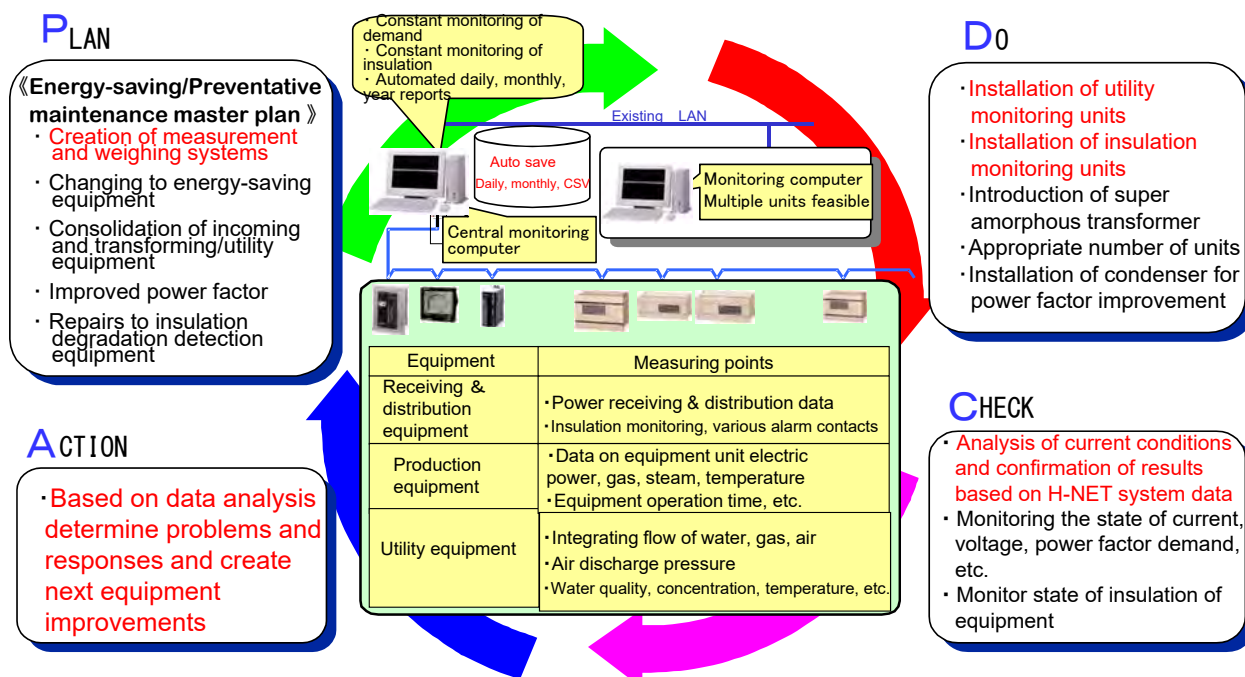 PLAN
《Energy-saving/Preventative
maintenance master plan 》
· Creation of measurement
and weighing systems
· Changing to energy-saving
equipment
· Consolidation of incoming
and transforming/utility
equipment
· Improved power factor
· Repairs to insulation
degradation detection
equipment
· Constant monitoring of
demand
· Constant monitoring of
insulation
· Automated daily, monthly,
year reports
Existing LAN
Auto save
Daily, monthly, CSV
Monitoring computer
Multiple units feasible
Central monitoring
computer
DO
·Installation of utility
monitoring units
·Installation of insulation
monitoring units
·Introduction of super
amorphous transformer
·Appropriate number of units
·Installation of condenser for
power factor improvement
Equipment Measuring points
Receiving &
distribution
equipment
·Power receiving & distribution data
·Insulation monitoring, various alarm contacts
Production
equipment
·Data on equipment unit electric
power, gas, steam, temperature
·Equipment operation time, etc.
Utility equipment
·Integrating flow of water, gas, air
·Air discharge pressure
·Water quality, concentration, temperature, etc.
CHECK
· Analysis of current conditions
and confirmation of results
based on H-NET system data
· Monitoring the state of current,
voltage, power factor demand,
etc.
· Monitor state of insulation of
equipment
ACTION
·Based on data analysis
determine problems and
responses and create
next equipment
improvements